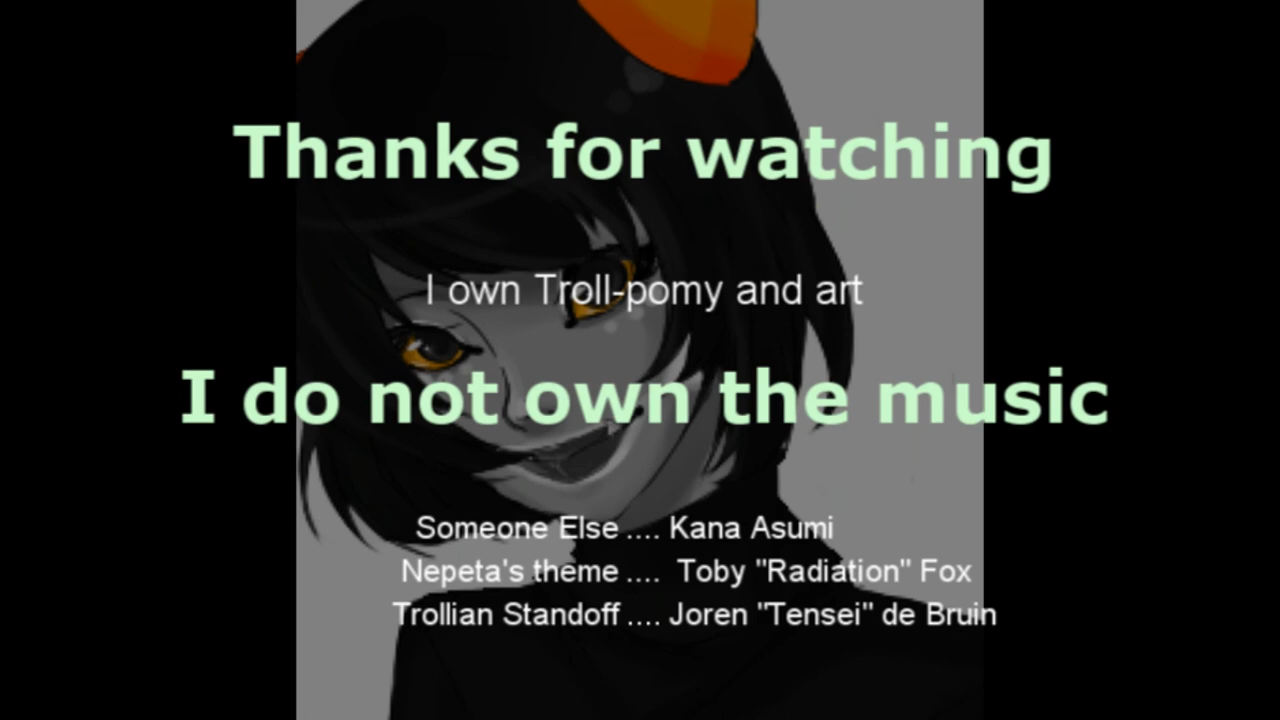 Thanks for watching
I own Troll-pomy and art
I do not own the music
Someone Else .... Kana Asumi
Nepeta's theme .... Toby "Radiation" Fox
Trollian Standoff .... Joren "Tensei" de Bruin